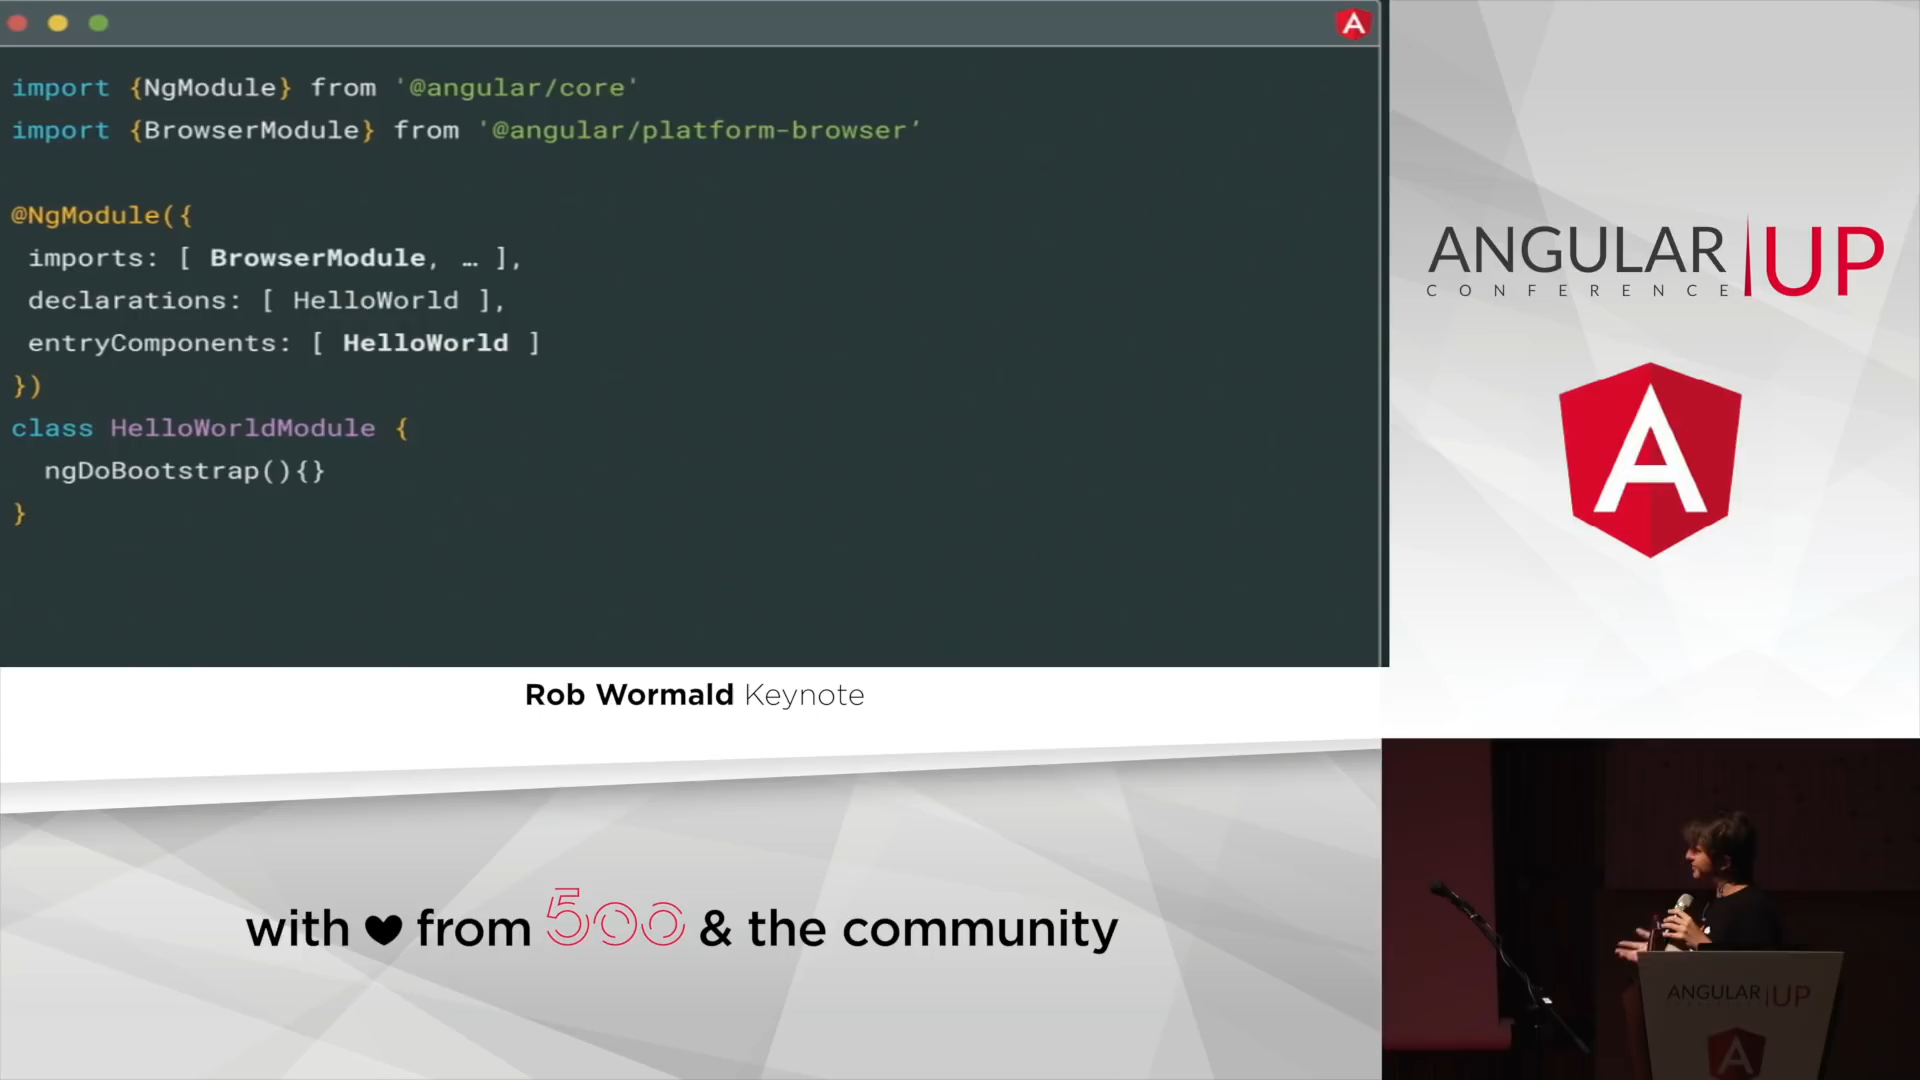 import {NgModule} from '@angular/core'
import {BrowserModule} from '@angular/platform-browser’
@NgModule({
imports: [ BrowserModule, … ],
declarations: [ HelloWorld ],
entryComponents: [ HelloWorld ]
})
class HelloWorldModule {
ngDoBootstrap(){}
}
ANGULAR UP
CONFERENCE
Rob Wormald Keynote
with ♥ from 500 & the community
ANGULAR UP